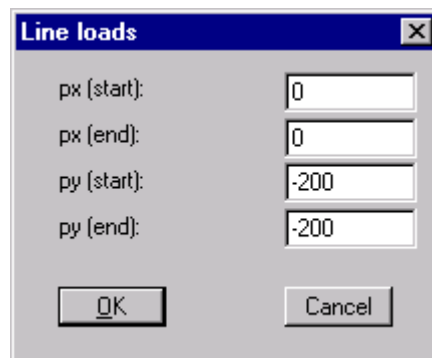 Line loads
px (start): 0
px (end): 0
py (start): -200
py (end): -200
OK Cancel